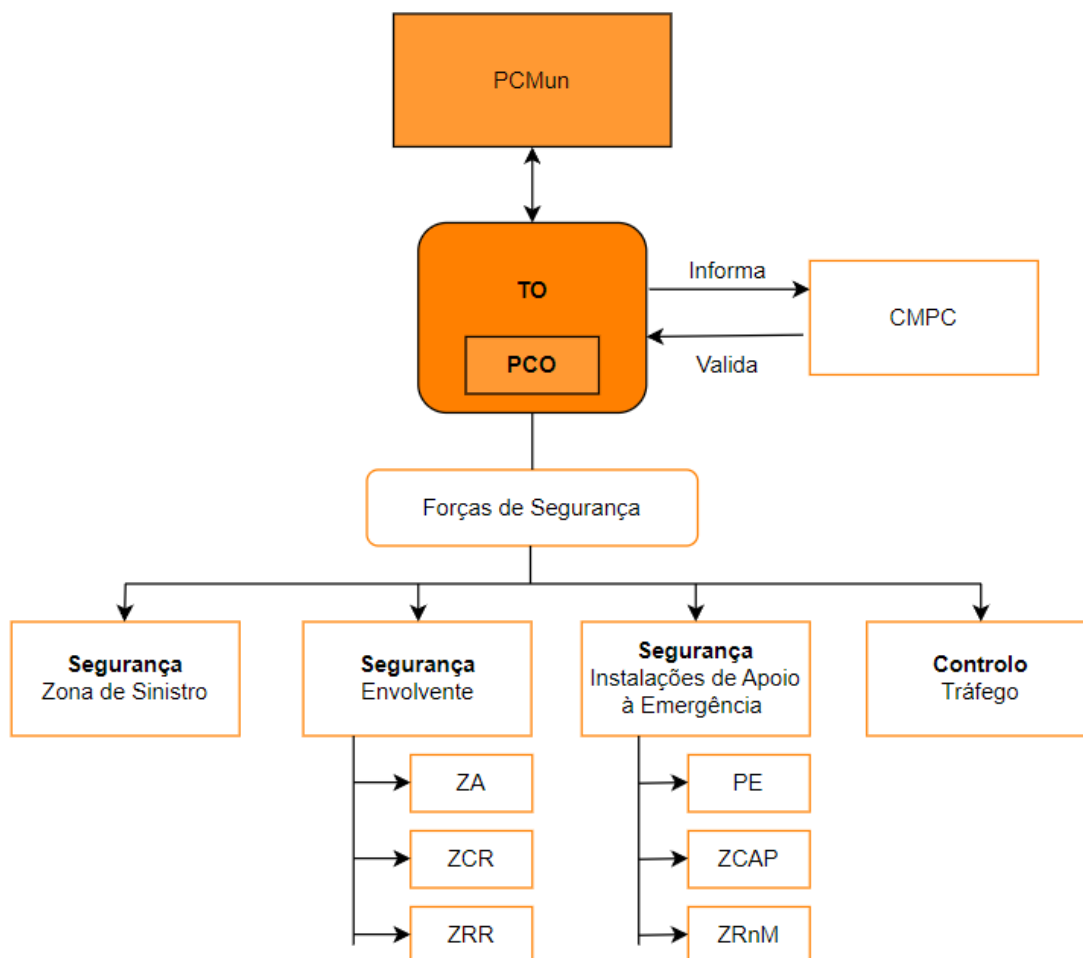 PCMun
TO
PCO
Informa
Valida
CMPC
Forças de Segurança
Segurança
Zona de Sinistro
Segurança
Envolvente
Segurança
Instalações de Apoio
à Emergência
Controlo
Tráfego
ZA
ZCR
ZRR
PE
ZCAP
ZRnM